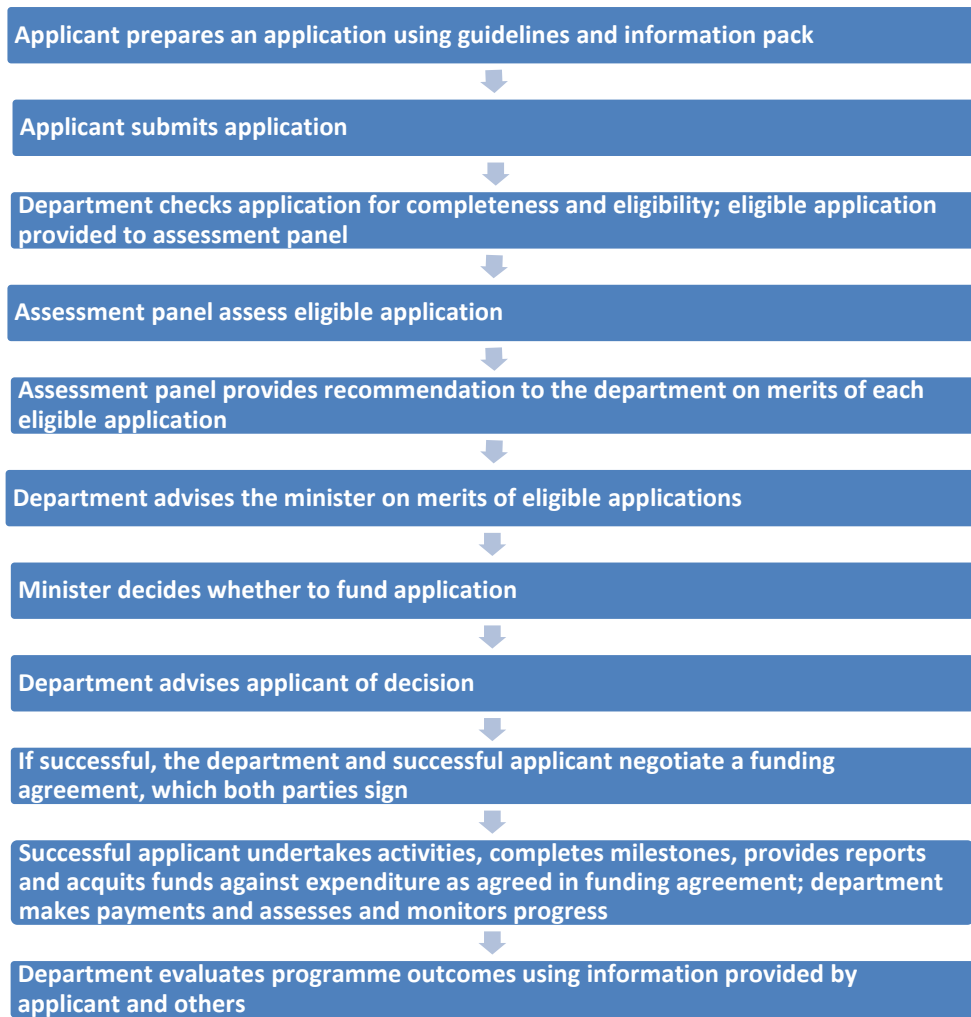 Applicant prepares an application using guidelines and information pack
Applicant submits application
Department checks application for completeness and eligibility; eligible application
provided to assessment panel
Assessment panel assess eligible application
Assessment panel provides recommendation to the department on merits of each
eligible application
Department advises the minister on merits of eligible applications
Minister decides whether to fund application
Department advises applicant of decision
If successful, the department and successful applicant negotiate a funding
agreement, which both parties sign
Successful applicant undertakes activities, completes milestones, provides reports
and acquits funds against expenditure as agreed in funding agreement; department
makes payments and assesses and monitors progress
Department evaluates programme outcomes using information provided by
applicant and others